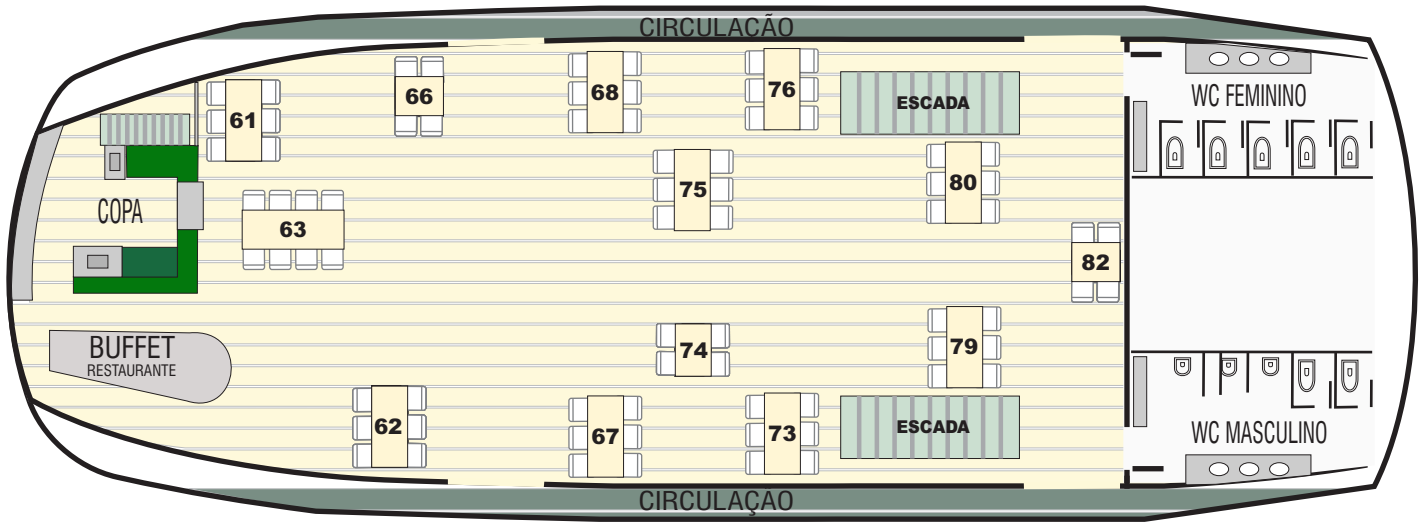 CIRCULAÇÃO
61
66
68
76
ESCADA
WC FEMININO
COPA
63
75
80
82
BUFFET
RESTAURANTE
74
79
62
67
73
ESCADA
WC MASCULINO
CIRCULAÇÃO